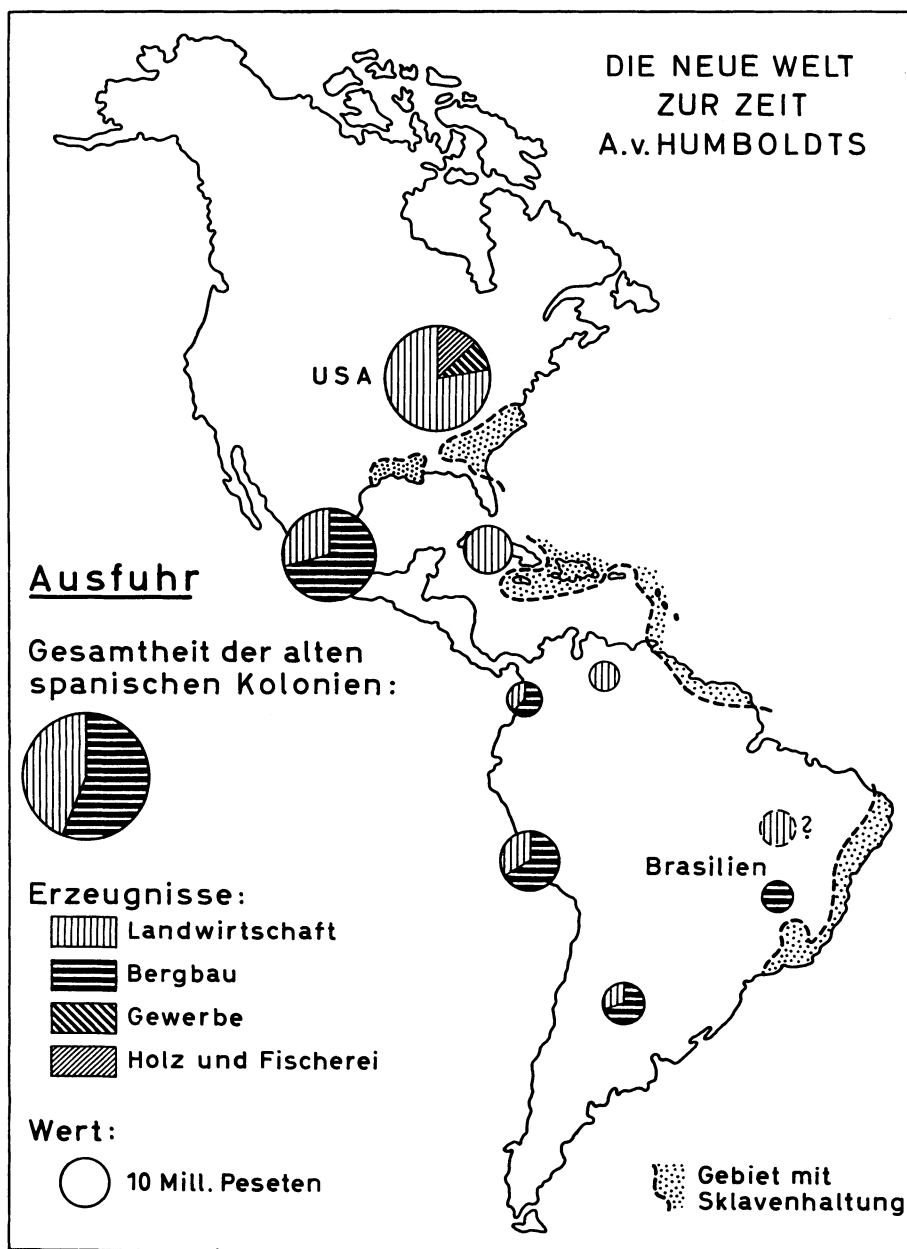 DIE NEUE WELT
ZUR ZEIT
A.v.HUMBOLDTS
USA
Ausfuhr
Gesamtheit der alten
spanischen Kolonien:
?
Brasilien
Erzeugnisse:
Landwirtschaft
Bergbau
Gewerbe
Holz und Fischerei
Wert:
10 Mill. Peseten
Gebiet mit
Sklavenhaltung